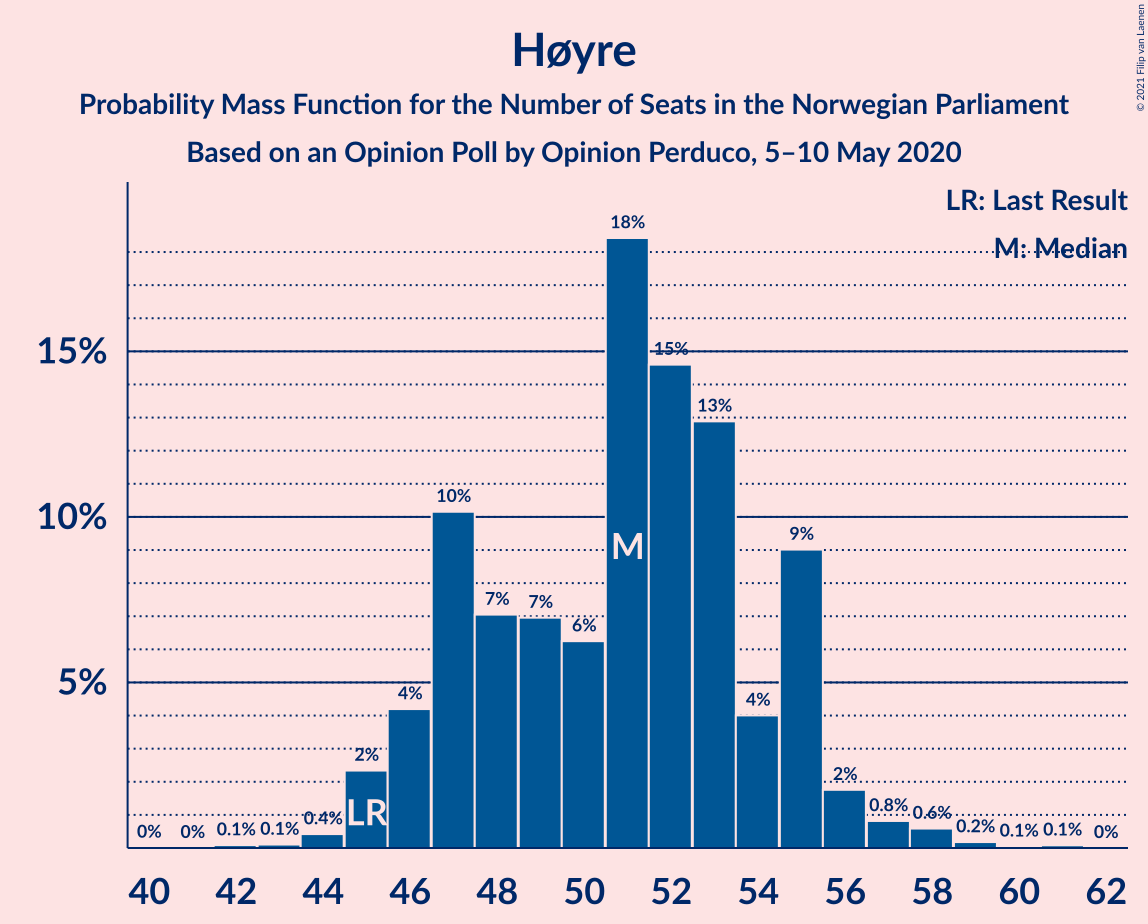 Høyre
Probability Mass Function for the Number of Seats in the Norwegian Parliament
Based on an Opinion Poll by Opinion Perduco, 5–10 May 2020
© 2021 Filip van Laenen
LR: Last Result
M: Median
15%
10%
5%
0%
0%
0.1%
0.1%
0.4%
2%
4%
10%
7%
7%
6%
18%
15%
13%
4%
9%
2%
0.8%
0.6%
0.2%
0.1%
0.1%
0%
LR
M
40 42 44 46 48 50 52 54 56 58 60 62